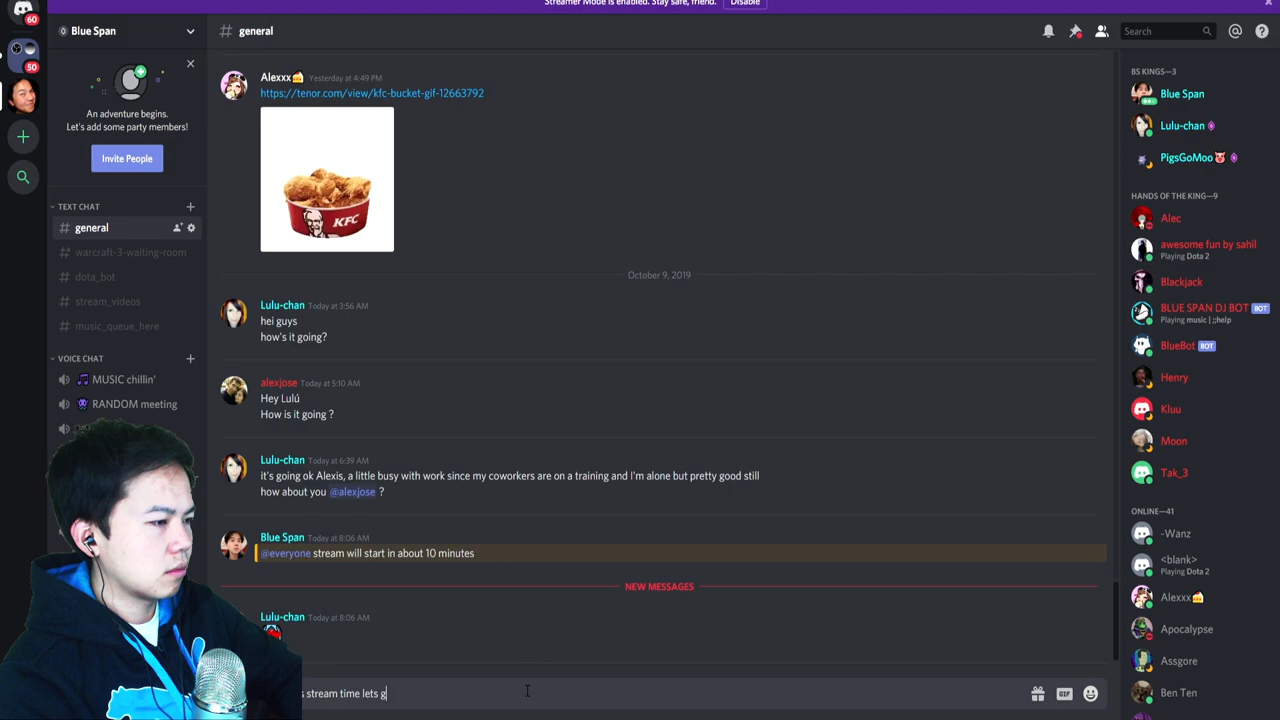 Streamer Mode is enabled. Stay safe, friend.
Disable
60
50
Blue Span
general
Search
An adventure begins.
Let's add some party members!
Invite People
TEXT CHAT
general
warcraft-3-waiting-room
dota_bot
stream_videos
music_queue_here
VOICE CHAT
MUSIC chillin'
RANDOM meeting
Alexxx Yesterday at 4:49 PM
https://tenor.com/view/kfc-bucket-gif-12663792
KFC
October 9, 2019
Lulu-chan Today at 3:56 AM
hei guys
how's it going?
alexjose Today at 5:10 AM
Hey Lulú
How is it going ?
Lulu-chan Today at 6:39 AM
it's going ok Alexis, a little busy with work since my coworkers are on a training and I'm alone but pretty good still
how about you @alexjose ?
Blue Span Today at 8:06 AM
@everyone stream will start in about 10 minutes
NEW MESSAGES
Lulu-chan Today at 8:06 AM
s stream time lets g
GIF
BS KINGS—3
Blue Span
Lulu-chan
PigsGoMoo
HANDS OF THE KING—9
Alec
awesome fun by sahil
Playing Dota 2
Blackjack
BLUE SPAN DJ BOT BOT
Playing music | ;;help
BlueBot BOT
Henry
Kluu
Moon
Tak_3
ONLINE—41
-Wanz
<blank>
Playing Dota 2
Alexxx
Apocalypse
Assgore
Ben Ten